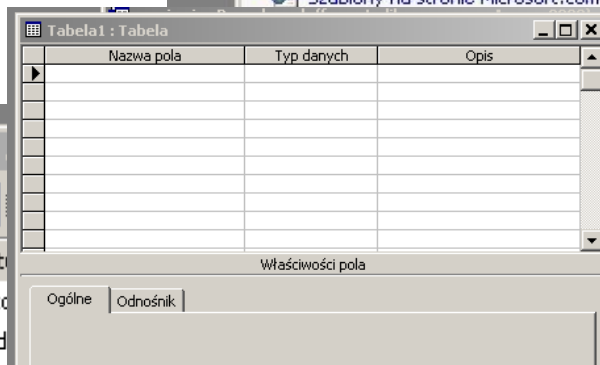 Szablony na stronie Microsoft.com
Tabela1 : Tabela
Nazwa pola Typ danych Opis
Właściwości pola
Ogólne Odnośnik